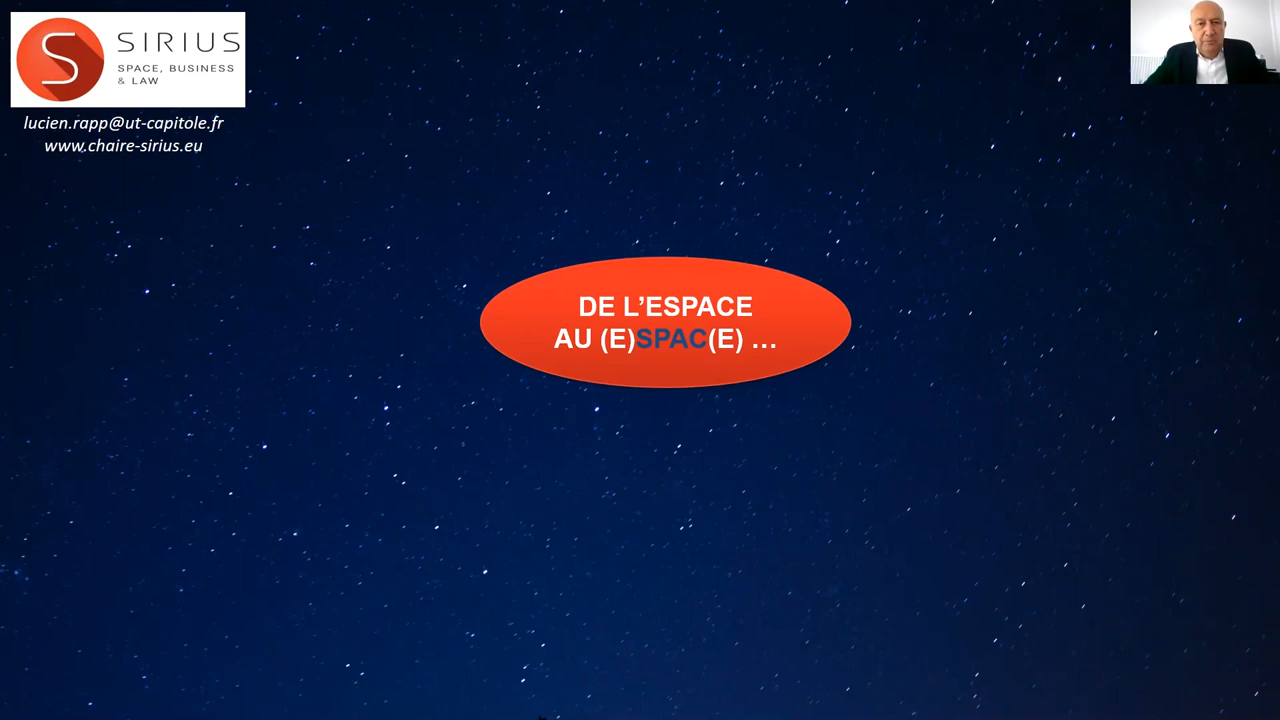 SIRIUS
SPACE, BUSINESS
& LAW
lucien.rapp@ut-capitole.fr
www.chaire-sirius.eu
DE L’ESPACE
AU (E)SPAC(E) ...